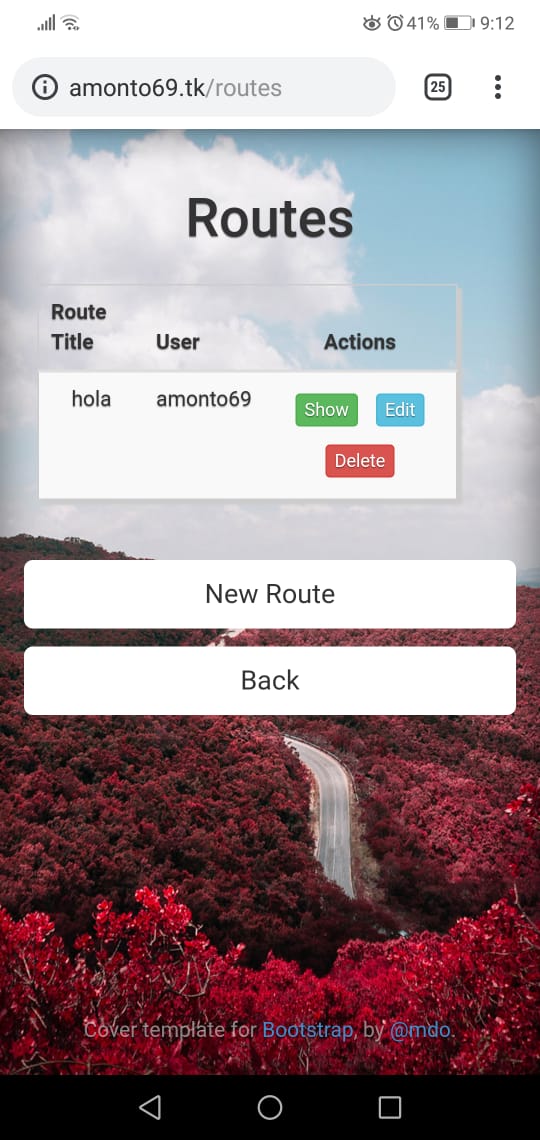 41% 9:12
amonto69.tk/routes 25
Routes
Route
Title User Actions
hola amonto69 Show Edit
Delete
New Route
Back
Cover template for Bootstrap, by @mdo.